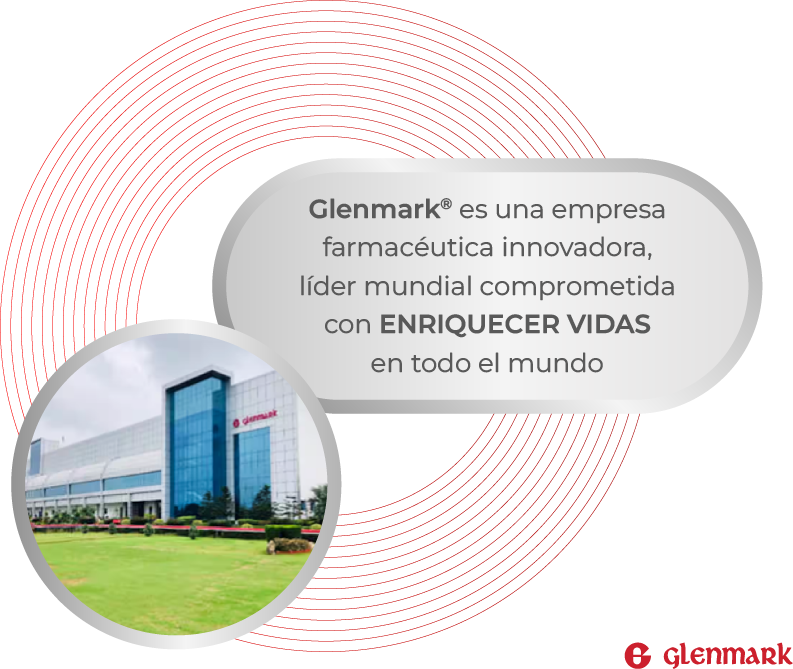 Glenmark® es una empresa
farmacéutica innovadora,
líder mundial comprometida
con ENRIQUECER VIDAS
en todo el mundo
glenmark
glenmark